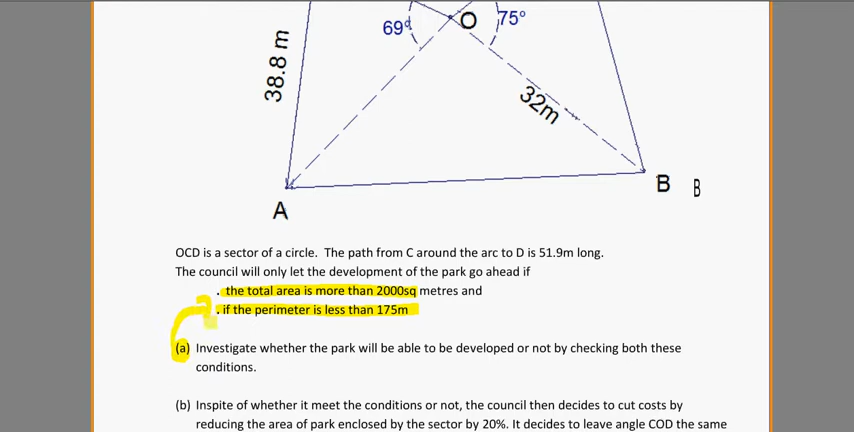 69°
O
75°
38.8 m
32m
B
B
A
OCD is a sector of a circle. The path from C around the arc to D is 51.9m long.
The council will only let the development of the park go ahead if
. the total area is more than 2000sq metres and
. if the perimeter is less than 175m
(a) Investigate whether the park will be able to be developed or not by checking both these
conditions.
(b) Inspite of whether it meet the conditions or not, the council then decides to cut costs by
reducing the area of park enclosed by the sector by 20%. It decides to leave angle COD the same